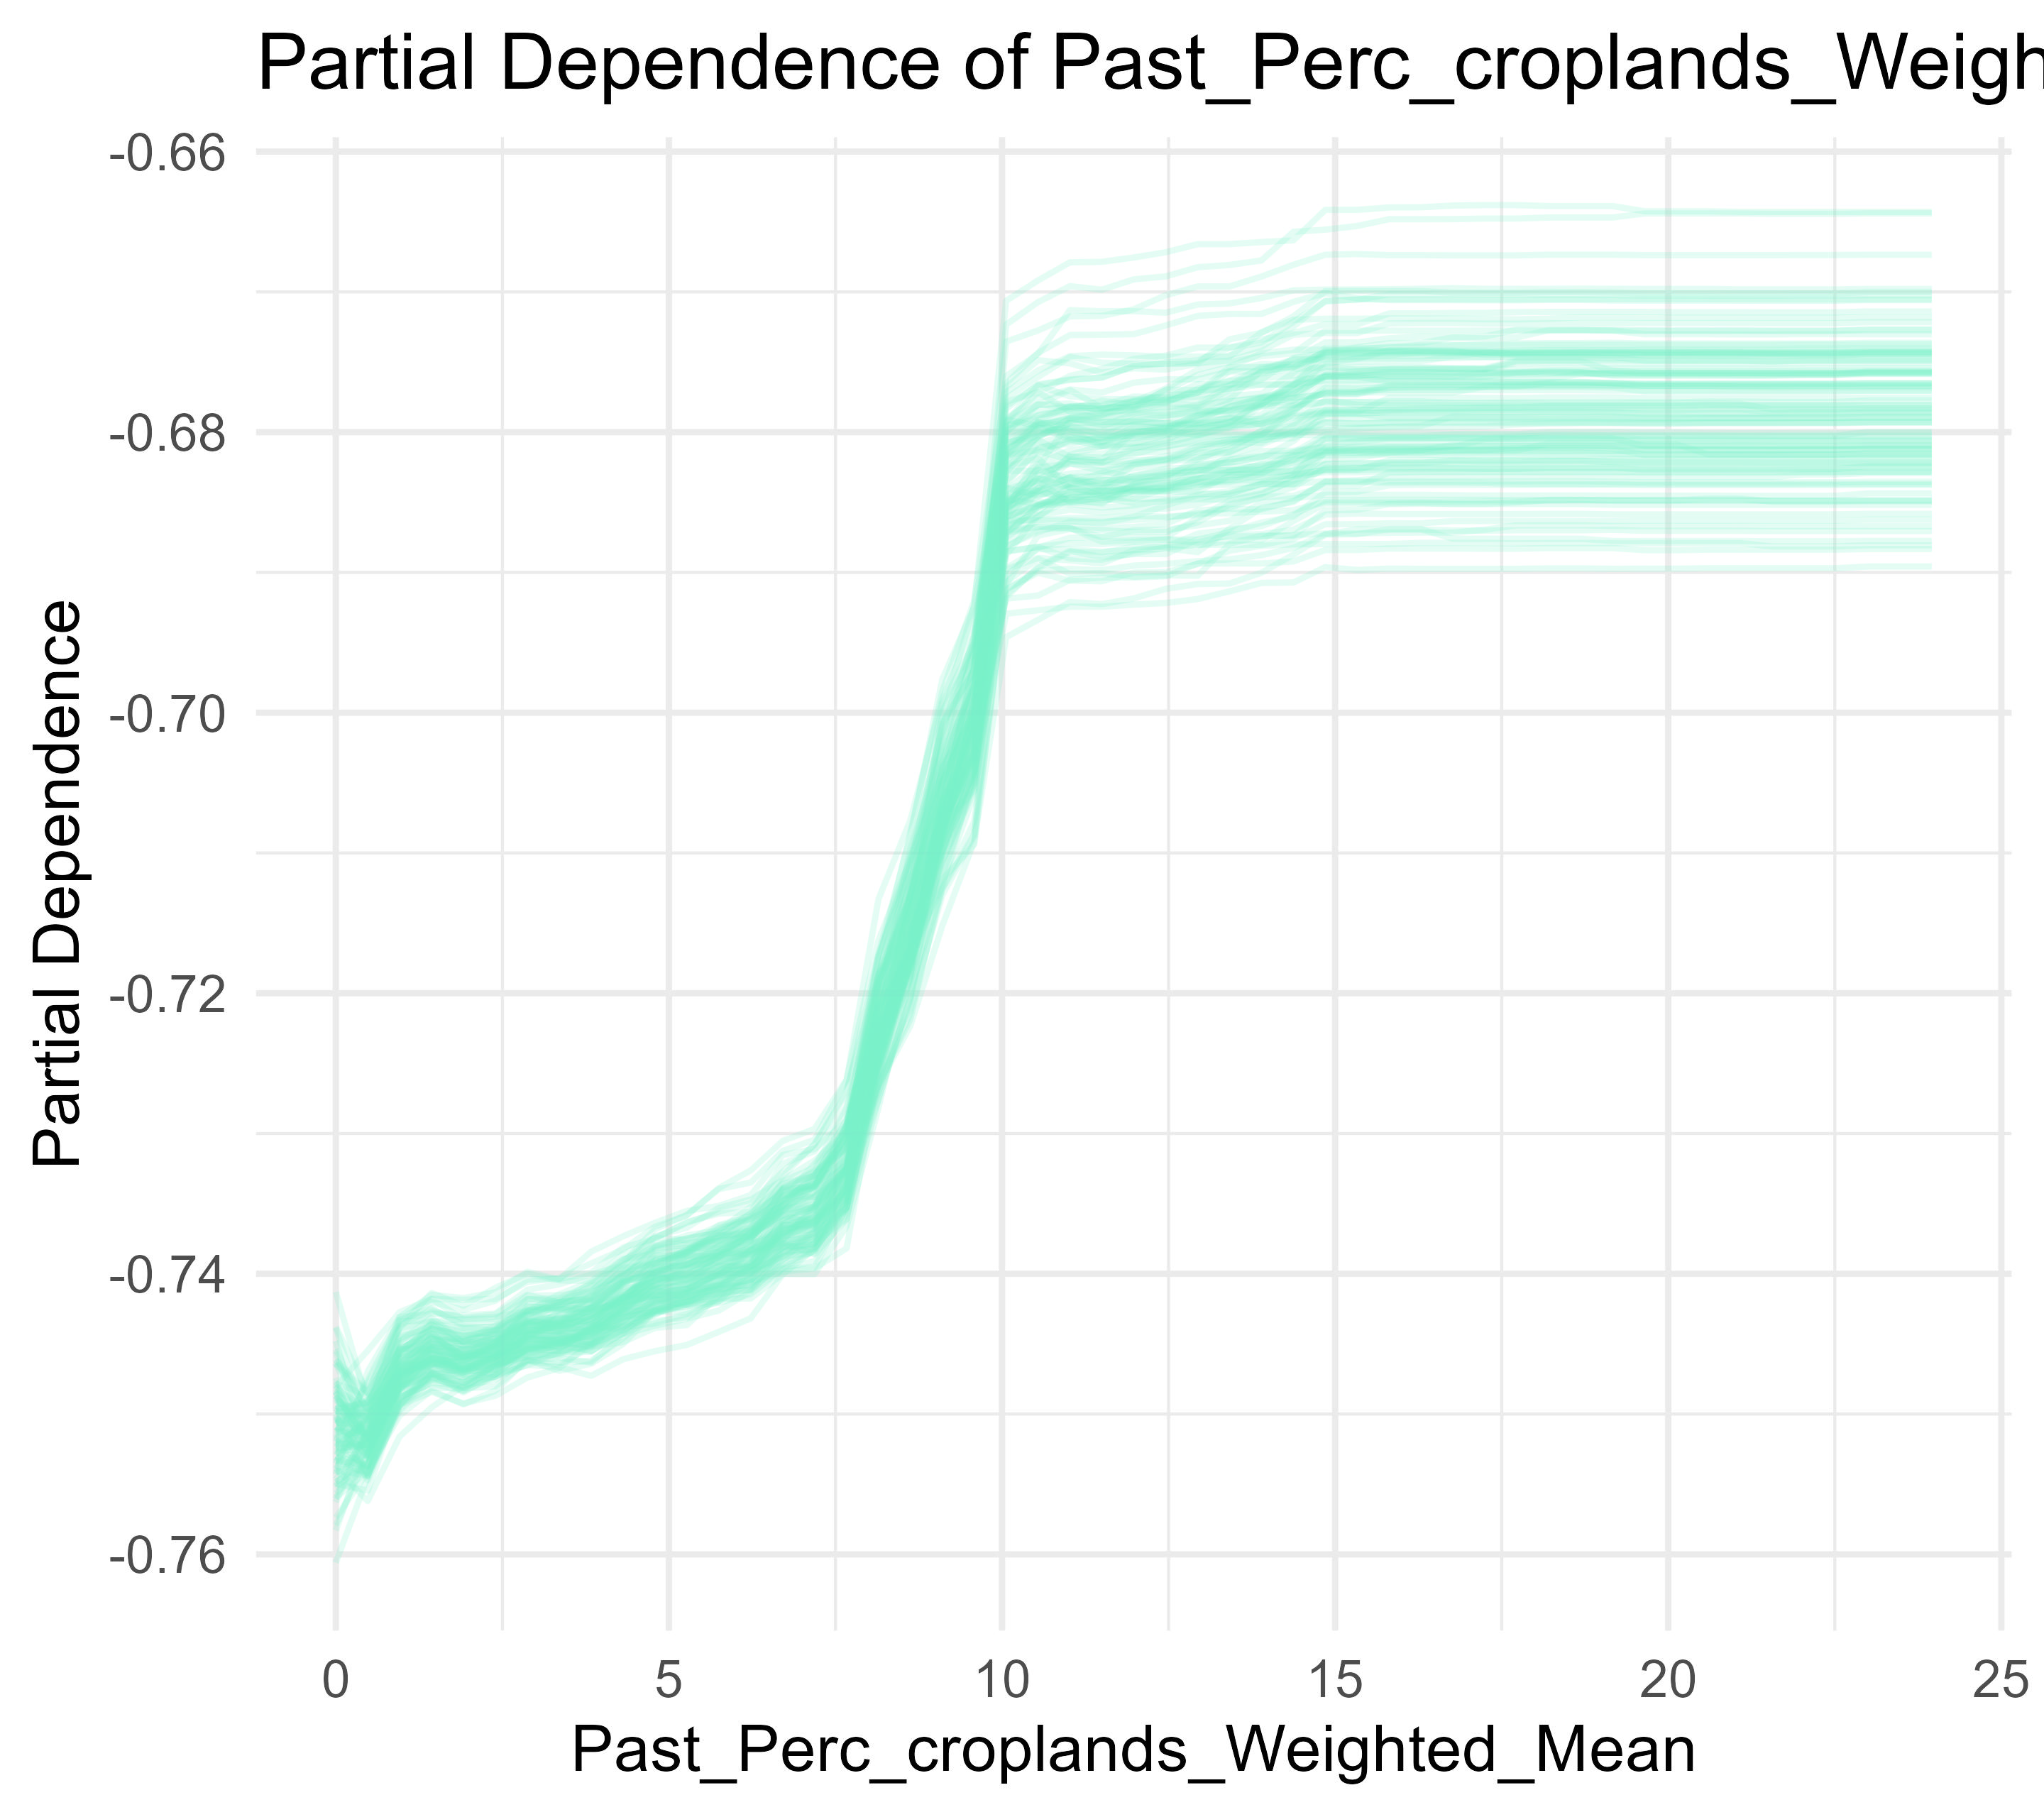 Partial Dependence of Past_Perc_croplands_Weigh
-0.66
-0.68
-0.70
-0.72
-0.74
-0.76
Partial Dependence
0 5 10 15 20 25
Past_Perc_croplands_Weighted_Mean